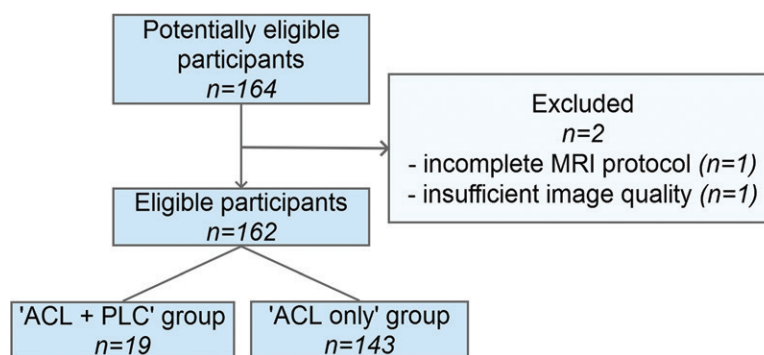 Potentially eligible
participants
n=164
Excluded
n=2
- incomplete MRI protocol (n=1)
- insufficient image quality (n=1)
Eligible participants
n=162
'ACL + PLC' group
n=19
'ACL only' group
n=143